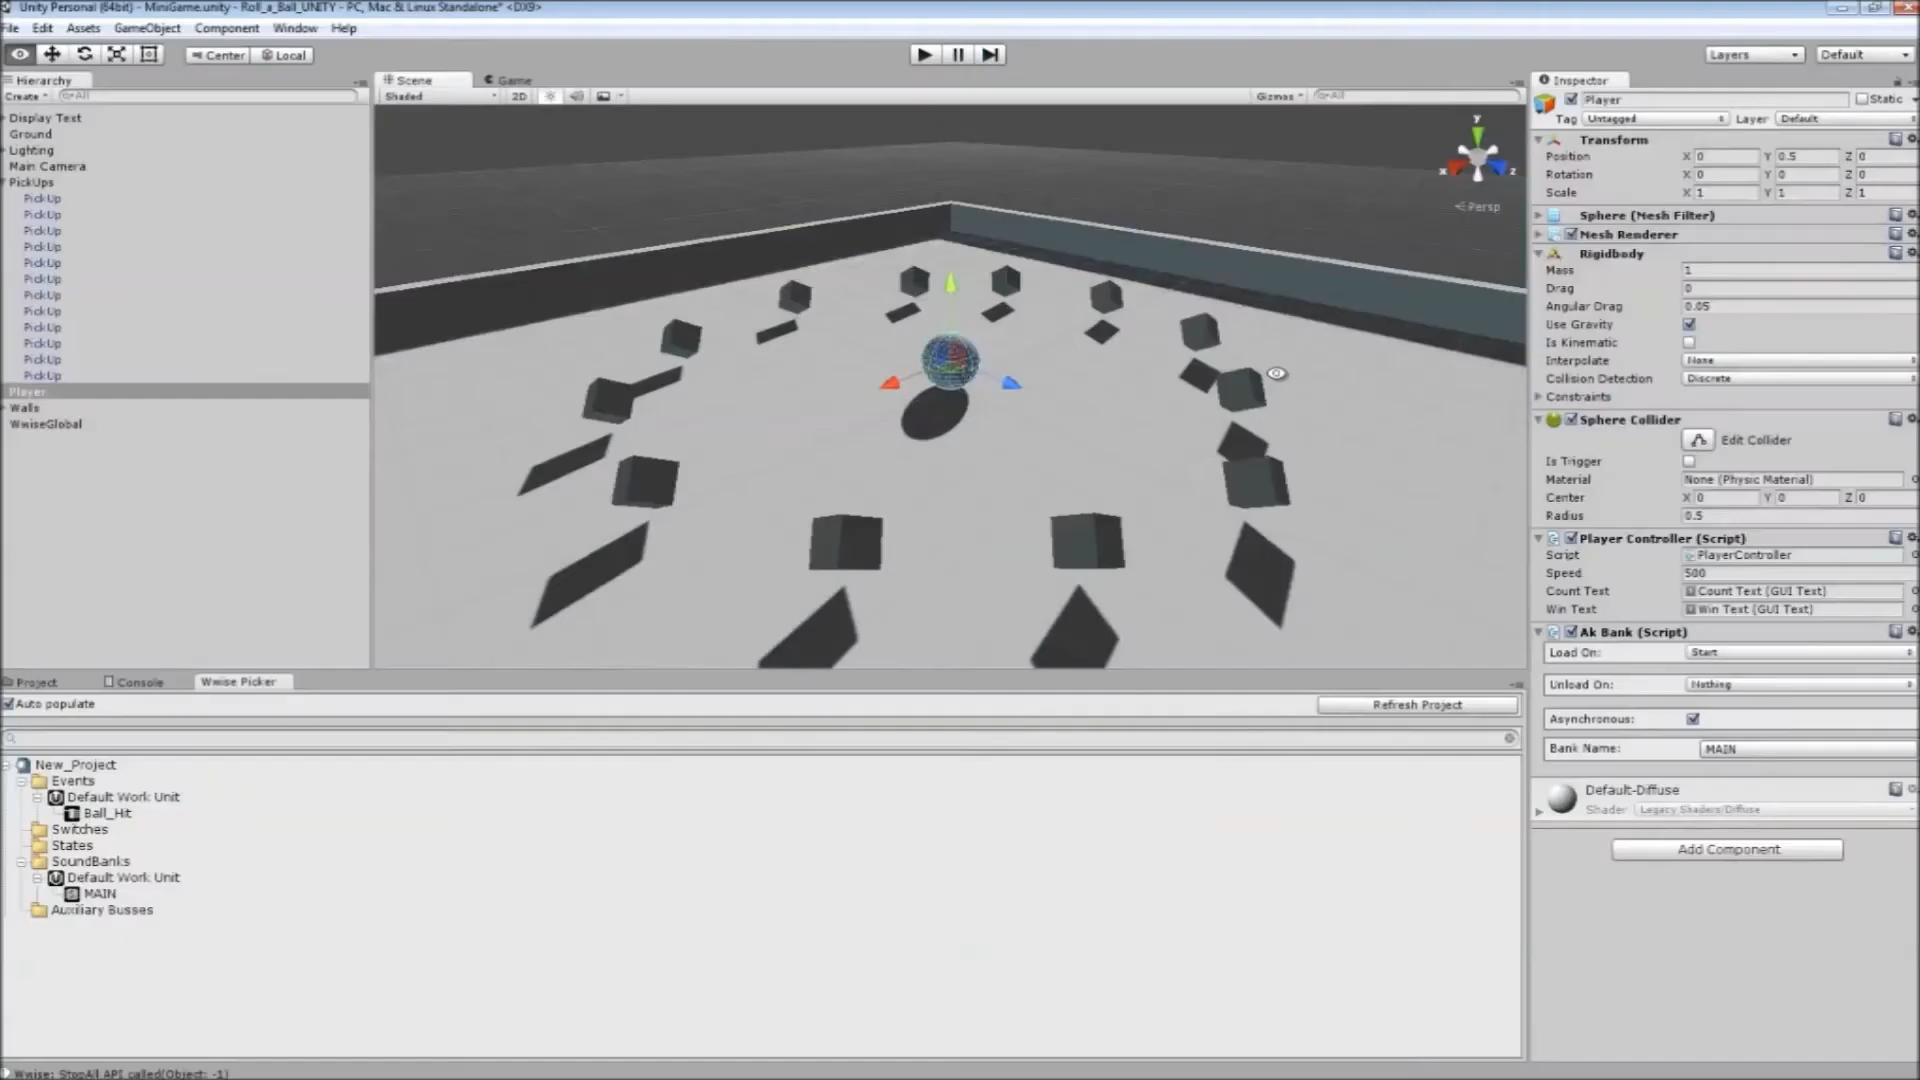 Unity Personal (64bit) - MiniGame.unity - Roll_a_Ball_UNITY - PC, Mac & Linux Standalone* <DX9>
File Edit Assets GameObject Component Window Help
Center Local Layers Default
Hierarchy
Create All
Display Text
Ground
Lighting
Main Camera
PickUps
PickUp
PickUp
PickUp
PickUp
PickUp
PickUp
PickUp
PickUp
PickUp
PickUp
PickUp
PickUp
Player
Walls
WwiseGlobal
Scene Game
Shaded 2D Gizmos All
y
x z
Persp
Inspector
Player Static
Tag Untagged Layer Default
Transform
Position X 0 Y 0.5 Z 0
Rotation X 0 Y 0 Z 0
Scale X 1 Y 1 Z 1
Sphere (Mesh Filter)
Mesh Renderer
Rigidbody
Mass 1
Drag 0
Angular Drag 0.05
Use Gravity
Is Kinematic
Interpolate None
Collision Detection Discrete
Constraints
Sphere Collider
Edit Collider
Is Trigger
Material None (Physic Material)
Center X 0 Y 0 Z 0
Radius 0.5
Player Controller (Script)
Script PlayerController
Speed 500
Count Text Count Text (GUI Text)
Win Text Win Text (GUI Text)
Ak Bank (Script)
Load On: Start
Unload On: Nothing
Asynchronous:
Bank Name: MAIN
Default-Diffuse
Shader Legacy Shaders/Diffuse
Add Component
Project Console Wwise Picker
Auto populate Refresh Project
New_Project
Events
Default Work Unit
Ball_Hit
Switches
States
SoundBanks
Default Work Unit
MAIN
Auxiliary Busses
Wwise: StopAll API called(Object: -1)